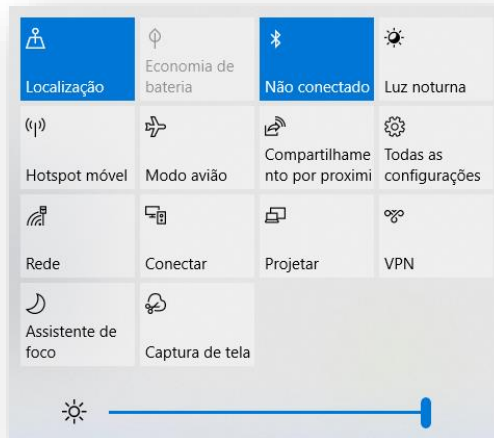 Localização
Economia de
bateria
Não conectado
Luz noturna
Hotspot móvel
Modo avião
Compartilhame
nto por proximi
Todas as
configurações
Rede
Conectar
Projetar
VPN
Assistente de
foco
Captura de tela